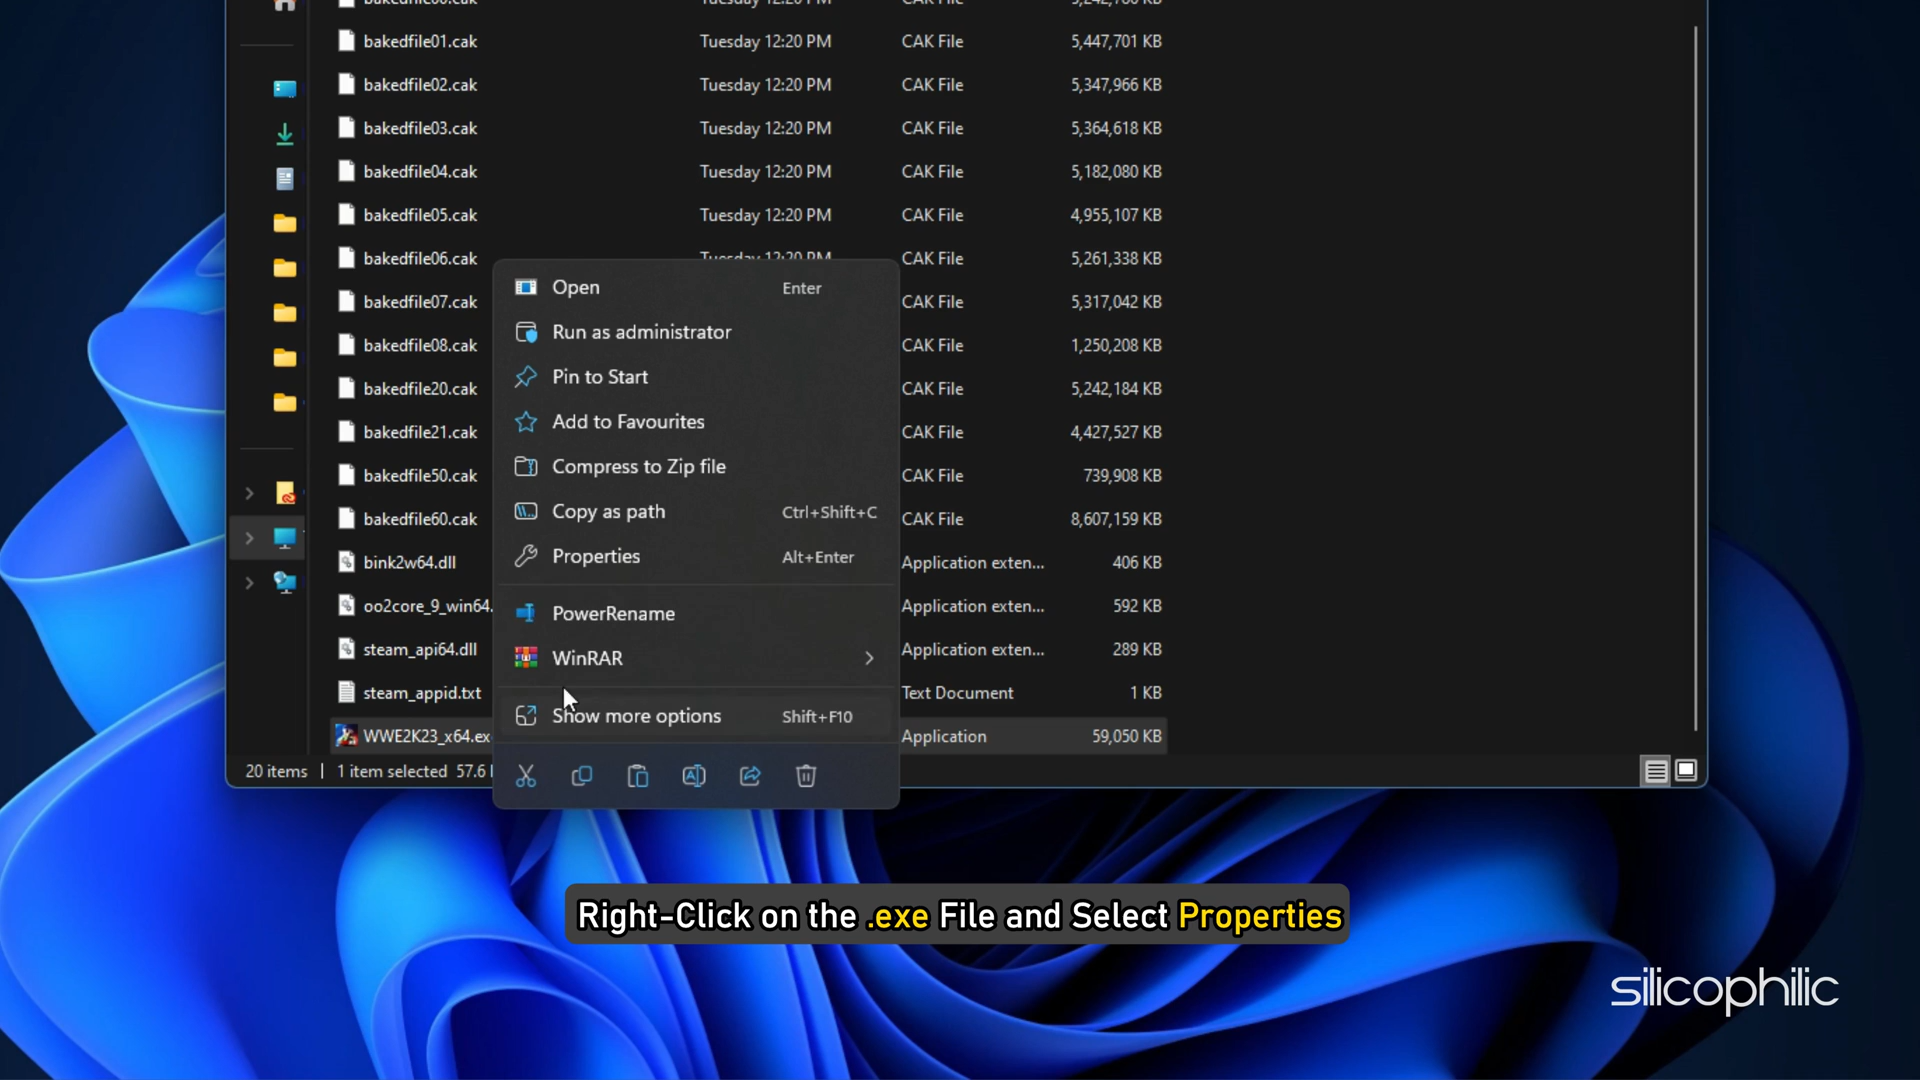 bakedfile01.cak Tuesday 12:20 PM CAK File 5,447,701 KB
bakedfile02.cak Tuesday 12:20 PM CAK File 5,347,966 KB
bakedfile03.cak Tuesday 12:20 PM CAK File 5,364,618 KB
bakedfile04.cak Tuesday 12:20 PM CAK File 5,182,080 KB
bakedfile05.cak Tuesday 12:20 PM CAK File 4,955,107 KB
bakedfile06.cak Tuesday 12:20 PM CAK File 5,261,338 KB
Open Enter
bakedfile07.cak CAK File 5,317,042 KB
Run as administrator
bakedfile08.cak CAK File 1,250,208 KB
Pin to Start
bakedfile20.cak CAK File 5,242,184 KB
Add to Favourites
bakedfile21.cak CAK File 4,427,527 KB
Compress to Zip file
bakedfile50.cak CAK File 739,908 KB
Copy as path Ctrl+Shift+C
bakedfile60.cak CAK File 8,607,159 KB
Properties Alt+Enter
bink2w64.dll Application exten... 406 KB
oo2core_9_win64. Application exten... 592 KB
PowerRename
steam_api64.dll Application exten... 289 KB
WinRAR
steam_appid.txt Text Document 1 KB
Show more options Shift+F10
WWE2K23_x64.ex Application 59,050 KB
20 items 1 item selected 57.6
Right-Click on the .exe File and Select Properties
silicophilic